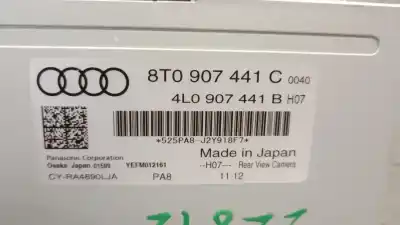 8T0 907 441 C 0040
4L0 907 441 B H07
*525PA8-J2Y918F7*
Panasonic Corporation
Made in Japan
Osaka Japan YEFM012161
--H07-- Rear View Camera
CY-RA4890LJA PA8 11 12